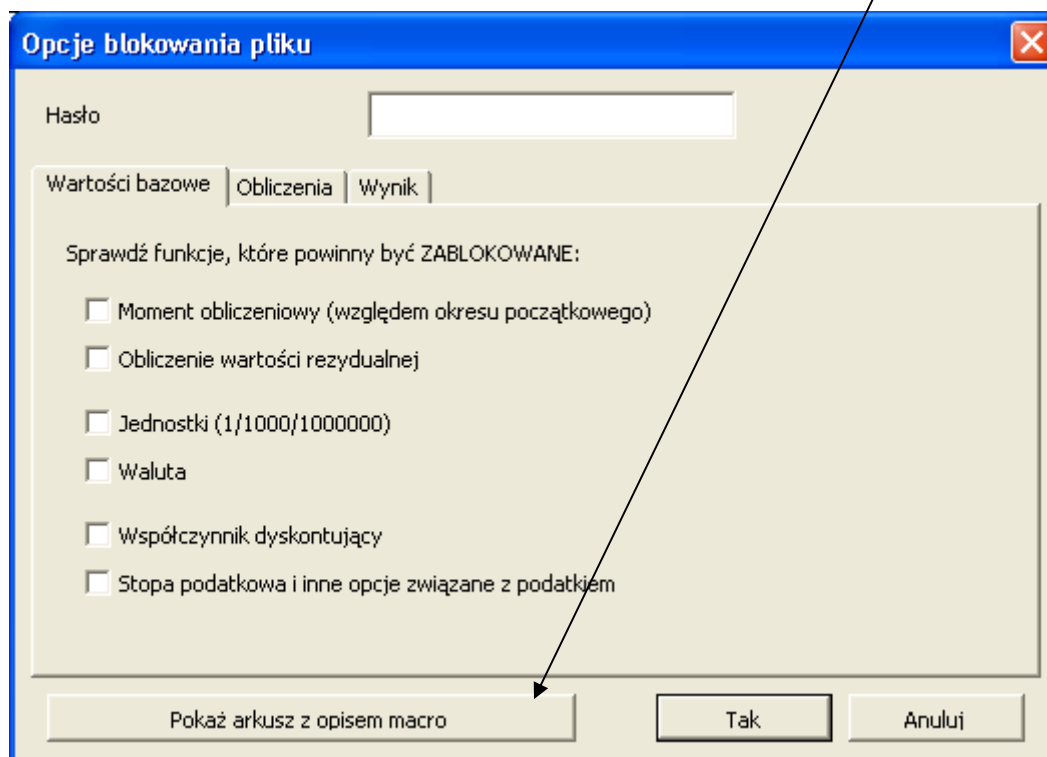 Opcje blokowania pliku
Hasło
Wartości bazowe Obliczenia Wynik
Sprawdź funkcje, które powinny być ZABLOKOWANE:
Moment obliczeniowy (względem okresu początkowego)
Obliczenie wartości rezydualnej
Jednostki (1/1000/1000000)
Waluta
Współczynnik dyskontujący
Stopa podatkowa i inne opcje związane z podatkiem
Pokaż arkusz z opisem macro Tak Anuluj